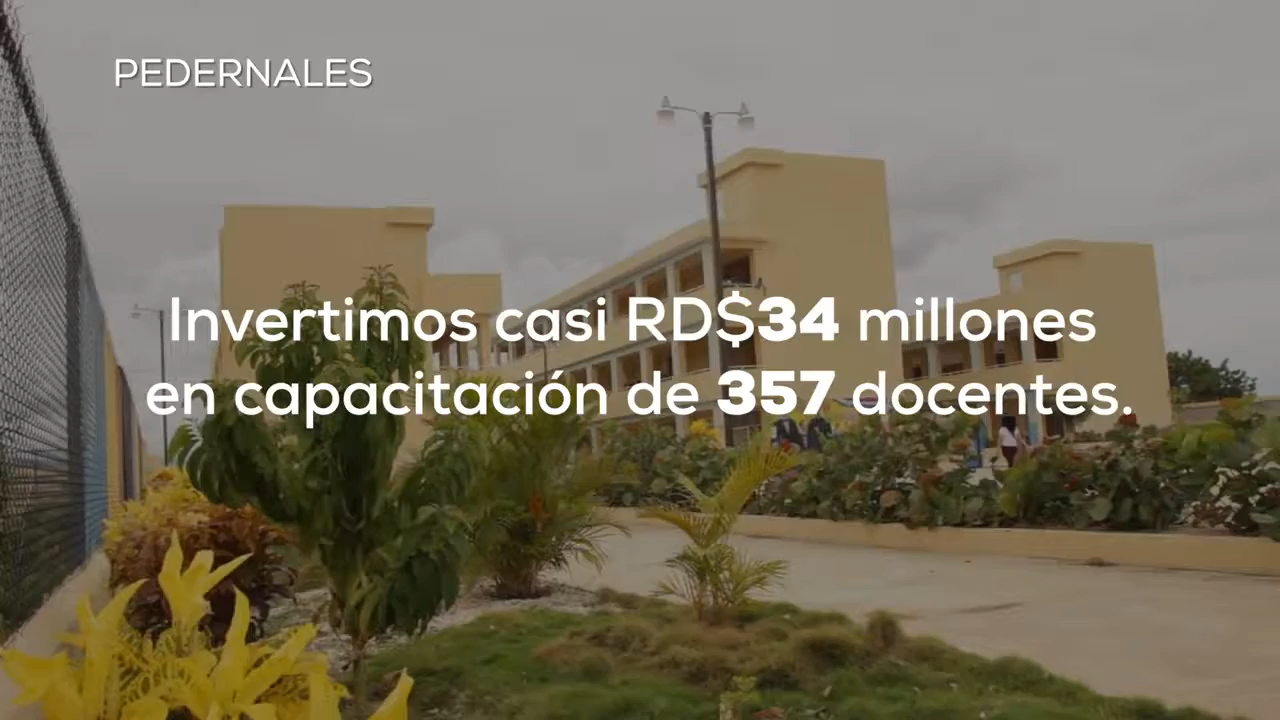 PEDERNALES
Invertimos casi RD$34 millones
en capacitación de 357 docentes.